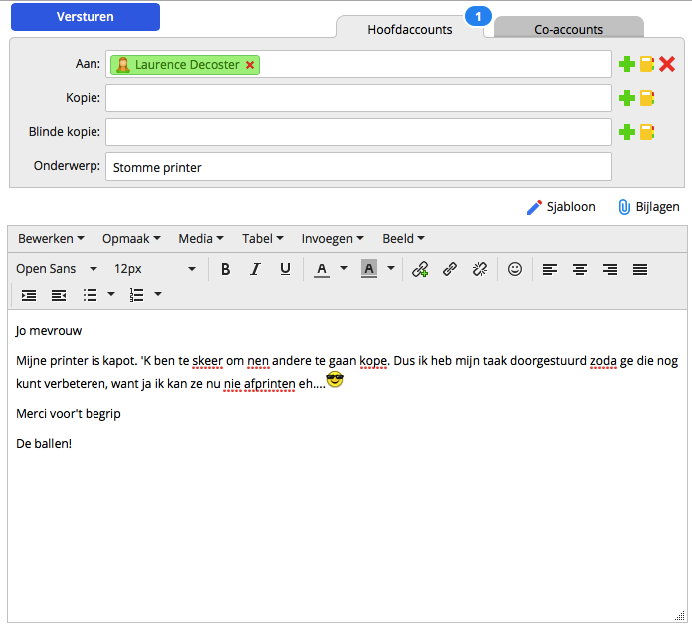 Versturen
Hoofdaccounts
1
Co-accounts
Aan: Laurence Decoster
Kopie:
Blinde kopie:
Onderwerp: Stomme printer
Sjabloon Bijlagen
Bewerken Opmaak Media Tabel Invoegen Beeld
Open Sans 12px B I U A A
Jo mevrouw
Mijne printer is kapot. 'K ben te skeer om nen andere te gaan kope. Dus ik heb mijn taak doorgestuurd zoda ge die nog
kunt verbeteren, want ja ik kan ze nu nie afprinten eh....😎
Merci voor't begrip
De ballen!